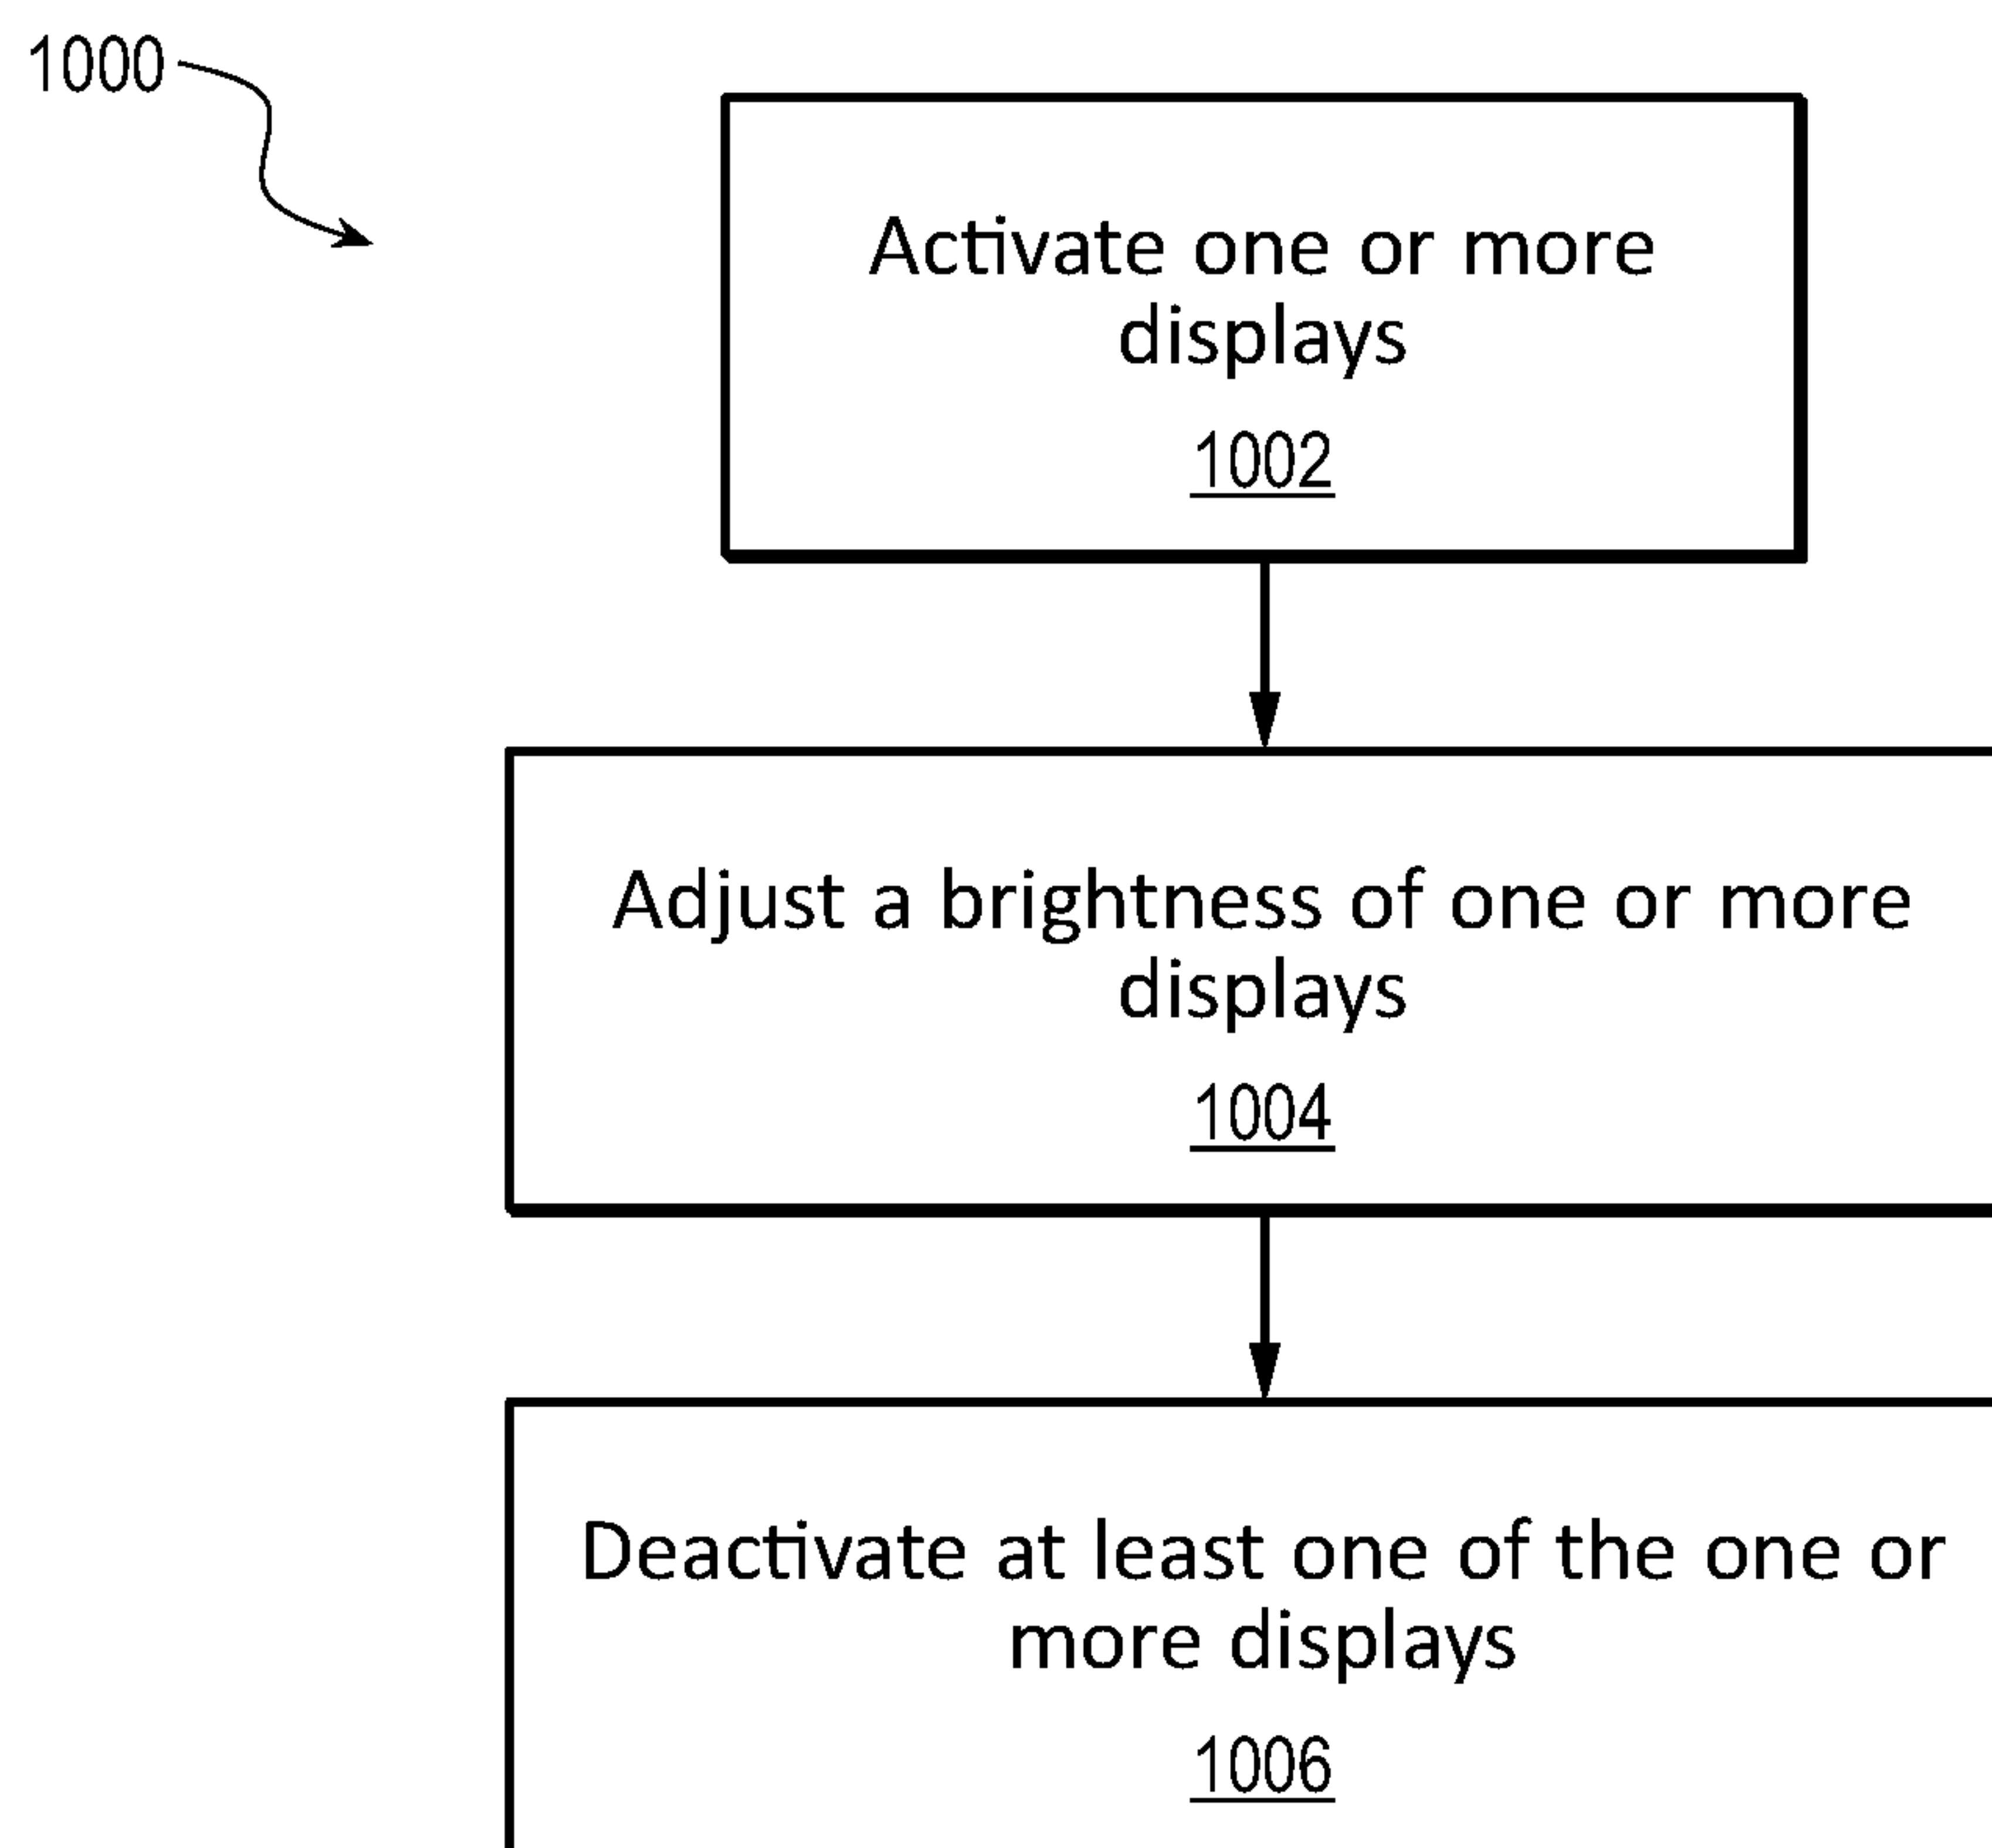 1000
Activate one or more
displays
1002
Adjust a brightness of one or more
displays
1004
Deactivate at least one of the one or
more displays
1006